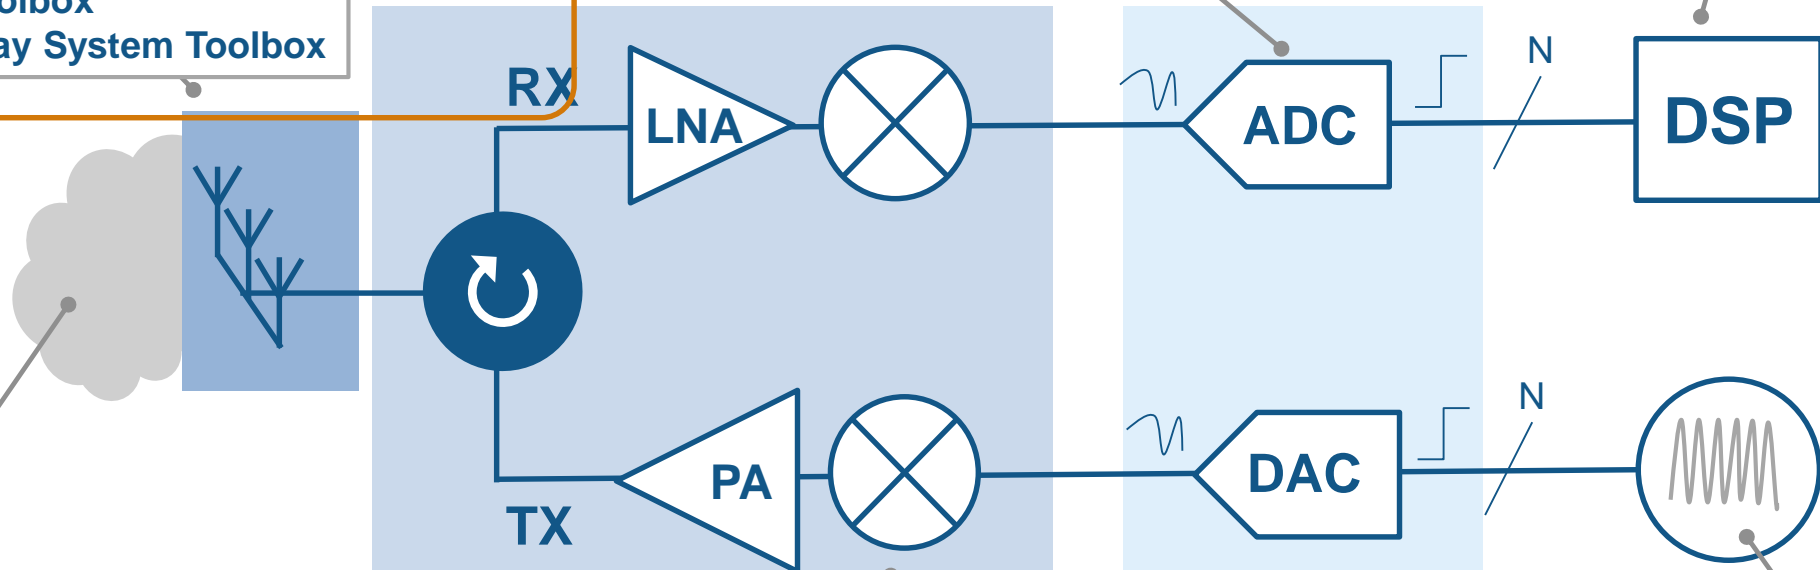 ay System Toolbox
RX
LNA
ADC
N
DSP
TX
PA
DAC
N